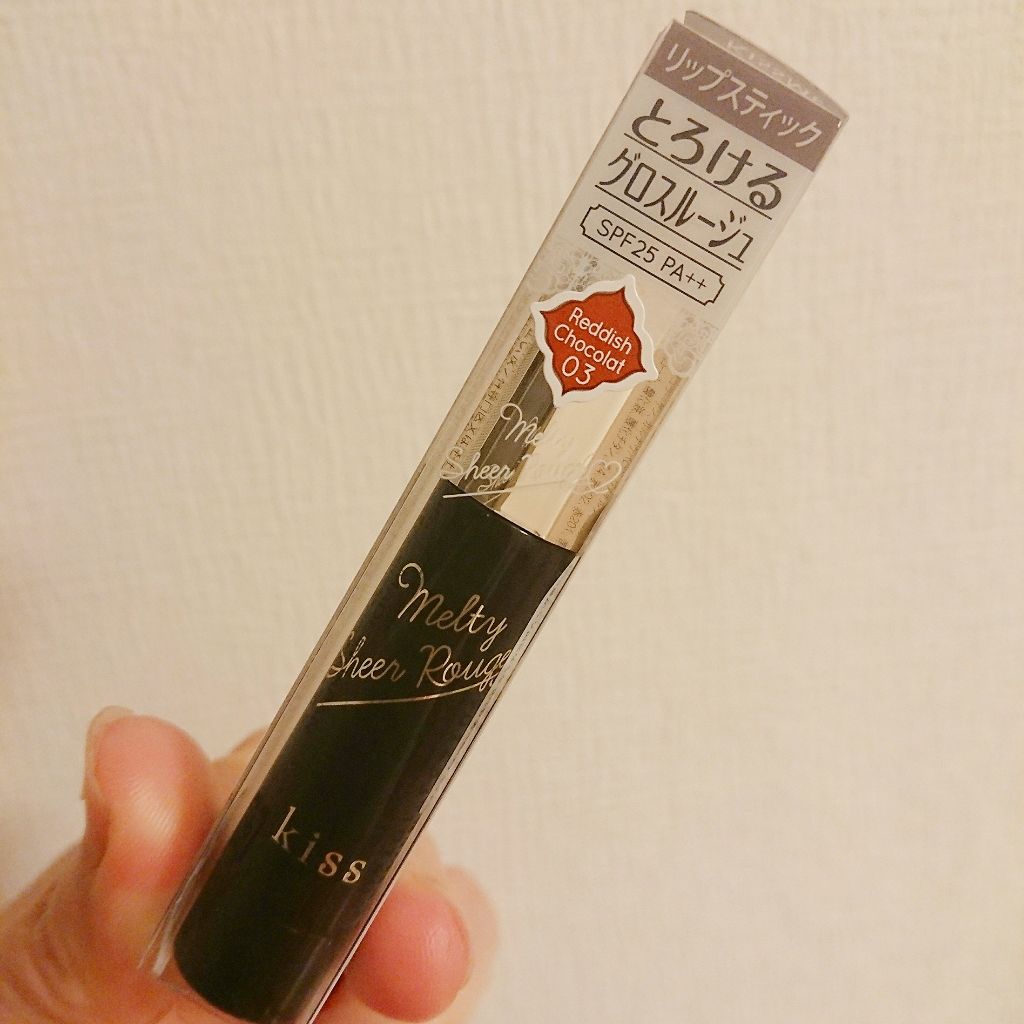 リップスティック
とろける
グロスルージュ
SPF25 PA++
Reddish
Chocolat
03
Melty
Sheer Rouge
Melty
Sheer Rouge
kiss